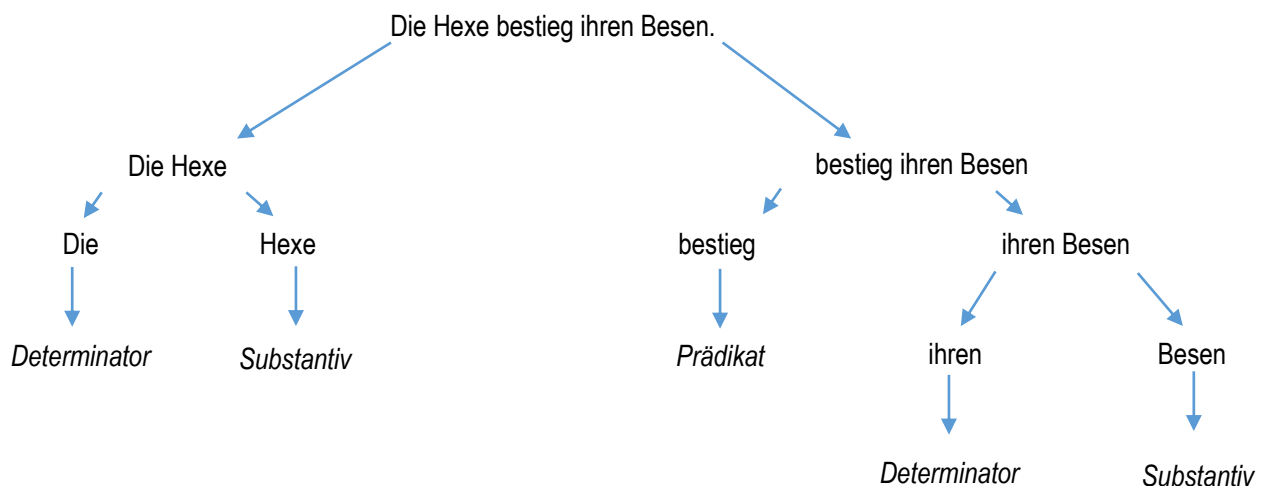 Die Hexe bestieg ihren Besen.
Die Hexe
bestieg ihren Besen
Die
Hexe
bestieg
ihren Besen
Determinator
Substantiv
Prädikat
ihren
Besen
Determinator
Substantiv